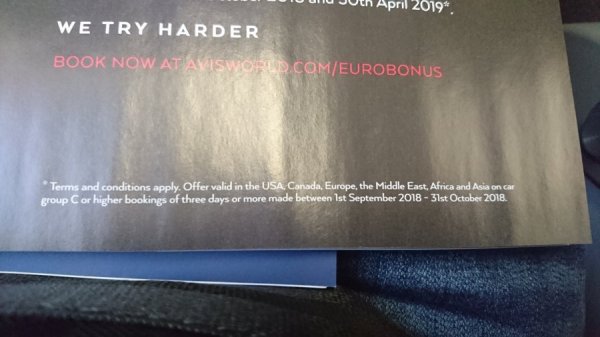 2018 and 30th April 2019*.
WE TRY HARDER
BOOK NOW AT AVISWORLD.COM/EUROBONUS
* Terms and conditions apply. Offer valid in the USA, Canada, Europe, the Middle East, Africa and Asia on car
group C or higher bookings of three days or more made between 1st September 2018 - 31st October 2018.